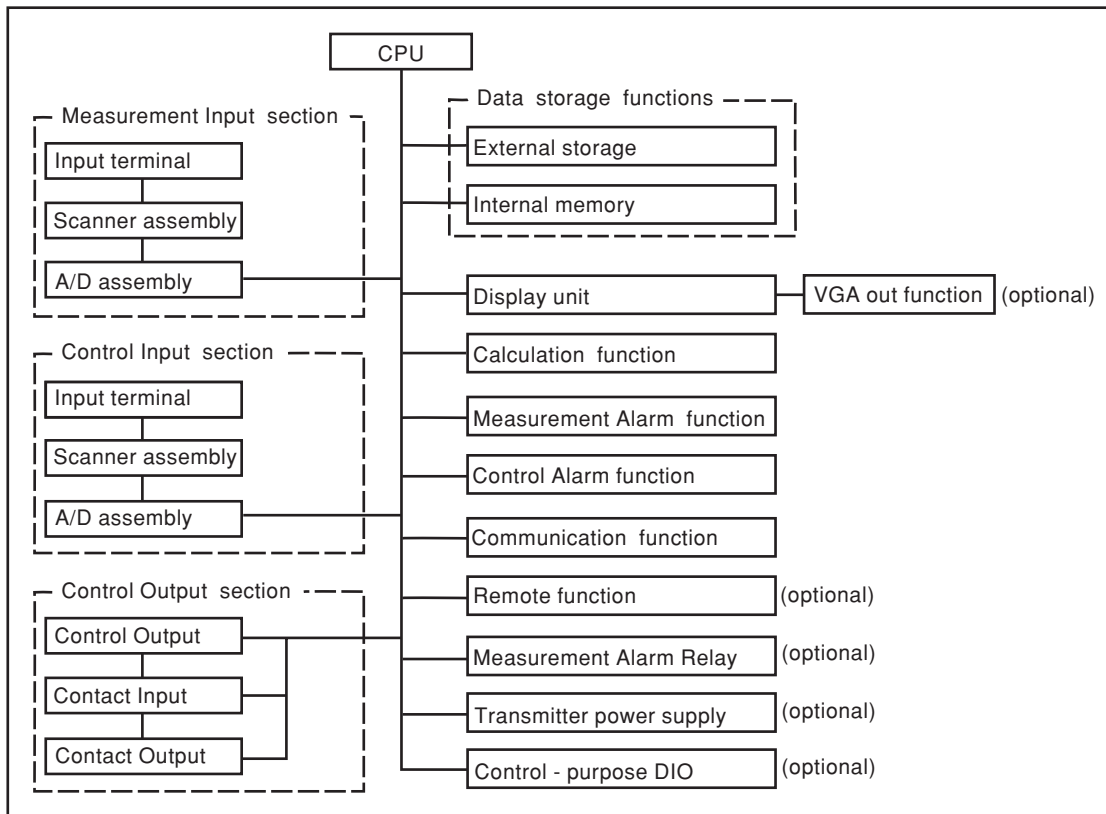 CPU
Measurement Input section
Input terminal
Scanner assembly
A/D assembly
Control Input section
Input terminal
Scanner assembly
A/D assembly
Control Output section
Control Output
Contact Input
Contact Output
Data storage functions
External storage
Internal memory
Display unit
VGA out function (optional)
Calculation function
Measurement Alarm function
Control Alarm function
Communication function
Remote function (optional)
Measurement Alarm Relay (optional)
Transmitter power supply (optional)
Control - purpose DIO (optional)